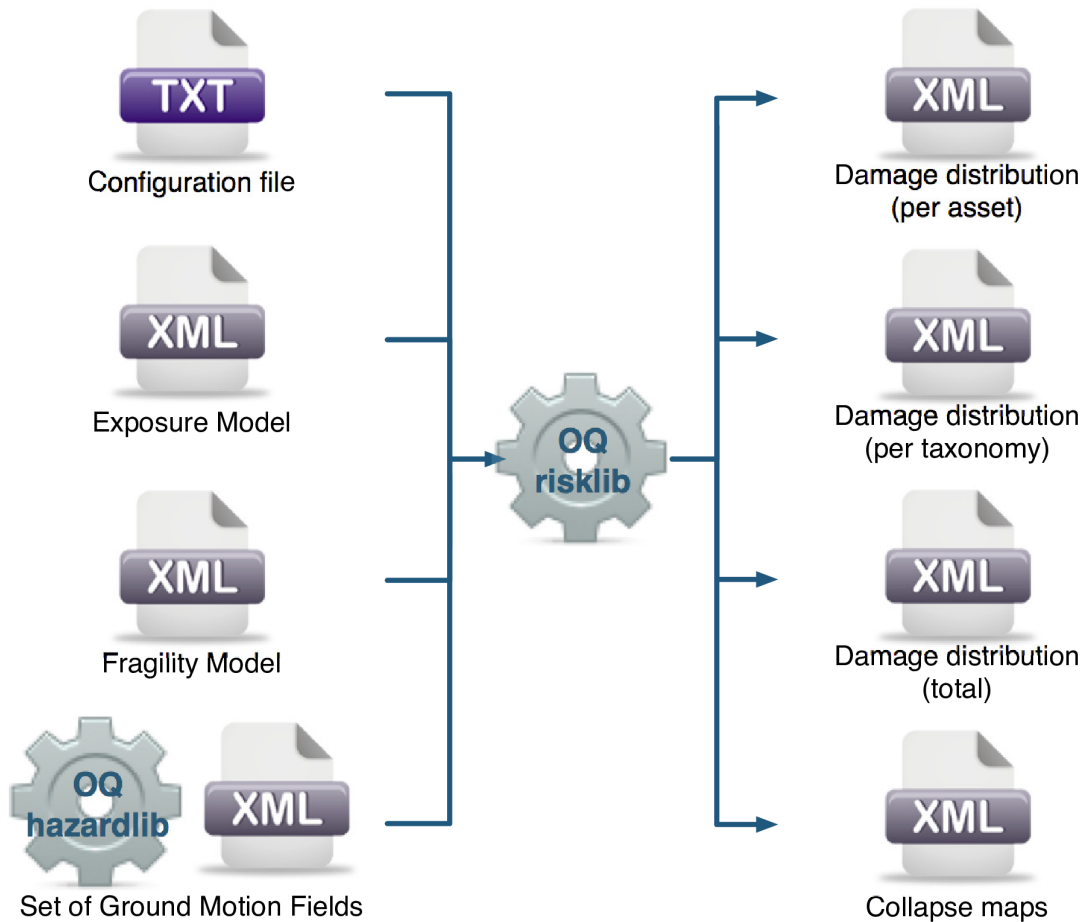 TXT
Configuration file
XML
Exposure Model
XML
Fragility Model
OQ
hazardlib
XML
Set of Ground Motion Fields
OQ
risklib
XML
Damage distribution
(per asset)
XML
Damage distribution
(per taxonomy)
XML
Damage distribution
(total)
XML
Collapse maps